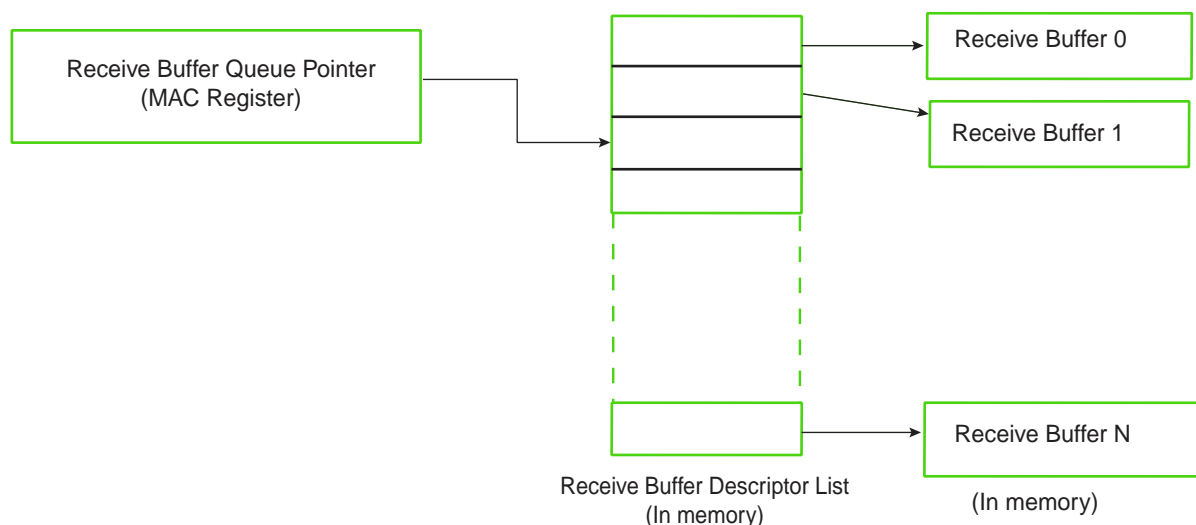 Receive Buffer Queue Pointer
(MAC Register)
Receive Buffer 0
Receive Buffer 1
Receive Buffer N
Receive Buffer Descriptor List
(In memory)
(In memory)